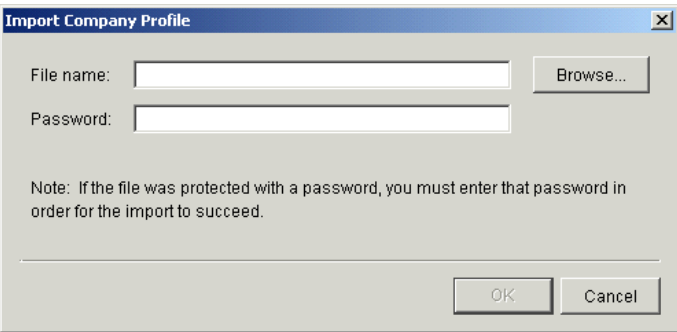 Import Company Profile
File name:
Browse...
Password:
Note: If the file was protected with a password, you must enter that password in
order for the import to succeed.
OK
Cancel